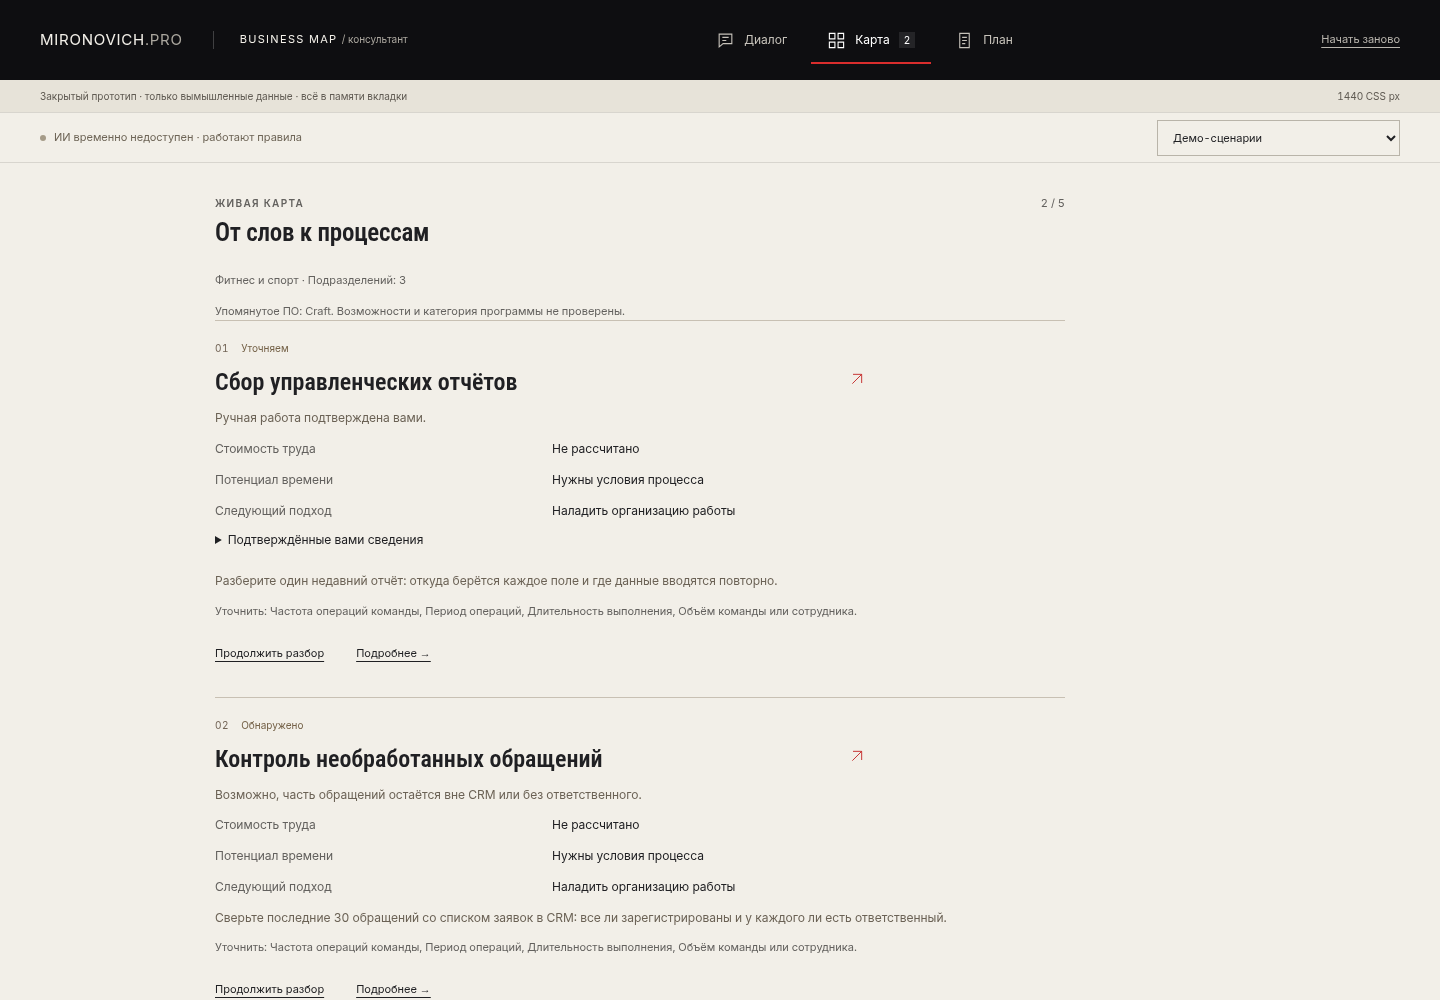 MIRONOVICH.PRO
BUSINESS MAP / консультант
Диалог
Карта 2
План
Начать заново
Закрытый прототип · только вымышленные данные · всё в памяти вкладки
1440 CSS px
ИИ временно недоступен · работают правила
Демо-сценарии
ЖИВАЯ КАРТА
2 / 5
От слов к процессам
Фитнес и спорт · Подразделений: 3
Упомянутое ПО: Craft. Возможности и категория программы не проверены.
01 Уточняем
Сбор управленческих отчётов
Ручная работа подтверждена вами.
Стоимость труда Не рассчитано
Потенциал времени Нужны условия процесса
Следующий подход Наладить организацию работы
Подтверждённые вами сведения
Разберите один недавний отчёт: откуда берётся каждое поле и где данные вводятся повторно.
Уточнить: Частота операций команды, Период операций, Длительность выполнения, Объём команды или сотрудника.
Продолжить разбор Подробнее →
02 Обнаружено
Контроль необработанных обращений
Возможно, часть обращений остаётся вне CRM или без ответственного.
Стоимость труда Не рассчитано
Потенциал времени Нужны условия процесса
Следующий подход Наладить организацию работы
Сверьте последние 30 обращений со списком заявок в CRM: все ли зарегистрированы и у каждого ли есть ответственный.
Уточнить: Частота операций команды, Период операций, Длительность выполнения, Объём команды или сотрудника.
Продолжить разбор Подробнее →